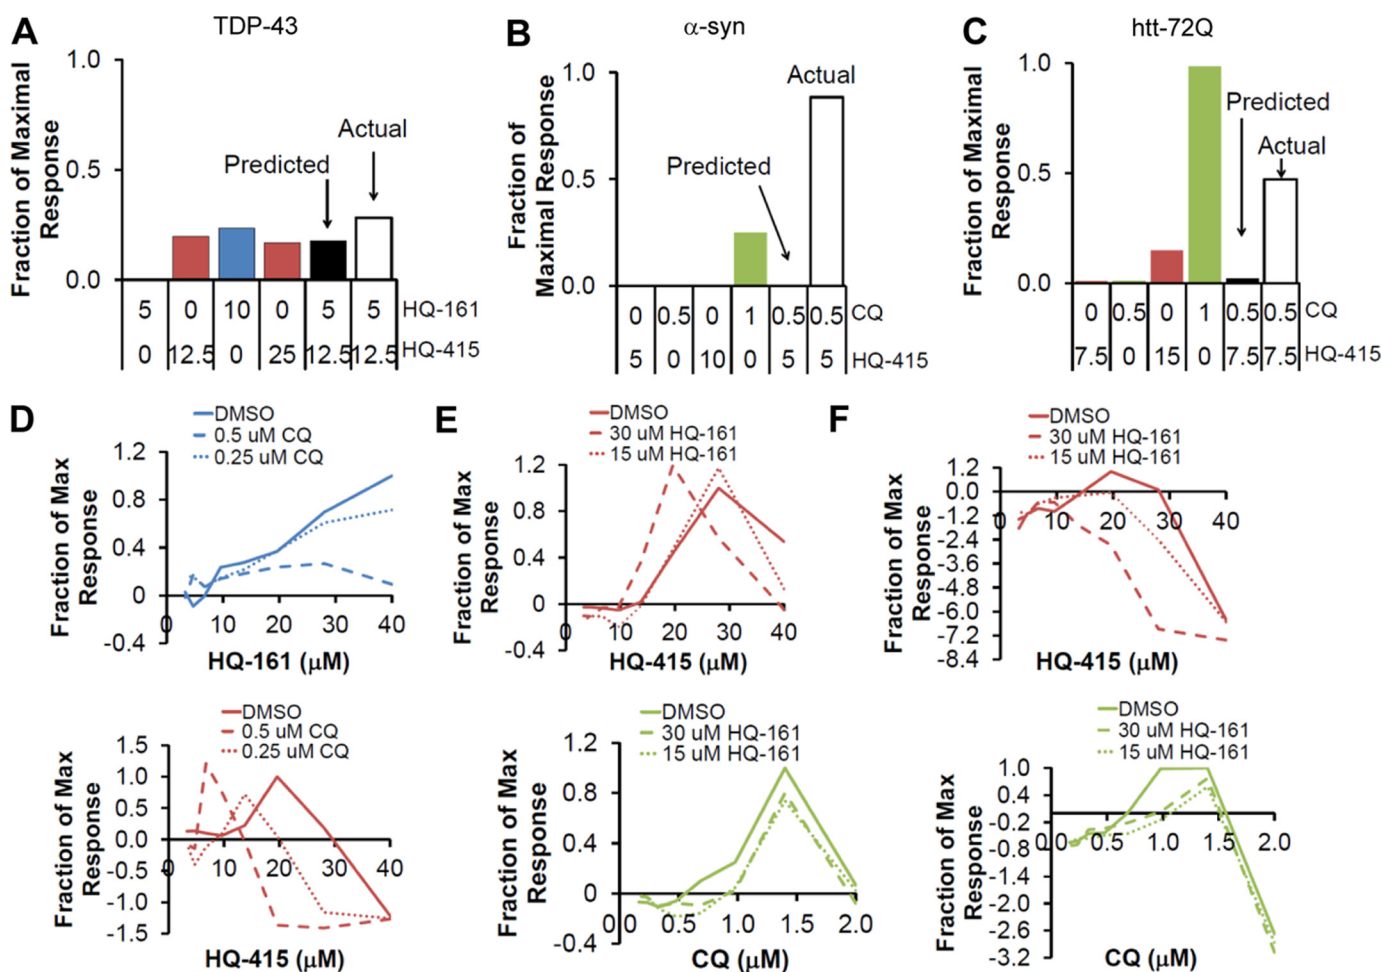 A
TDP-43
Fraction of Maximal
Response
1.0
0.5
0.0
Predicted
Actual
5 0 10 0 5 5 HQ-161
0 12.5 0 25 12.5 12.5 HQ-415
B
α-syn
Fraction of
Maximal Response
1.0
0.5
0.0
Actual
Predicted
0 0.5 0 1 0.5 0.5 CQ
5 0 10 0 5 5 HQ-415
C
htt-72Q
Fraction of Maximal
Response
1.0
0.5
0.0
Predicted
Actual
0 0.5 0 1 0.5 0.5 CQ
7.5 0 15 0 7.5 7.5 HQ-415
D
DMSO
0.5 uM CQ
0.25 uM CQ
Fraction of Max
Response
1.2
0.8
0.4
0
-0.4
0 10 20 30 40
HQ-161 (μM)
DMSO
0.5 uM CQ
0.25 uM CQ
Fraction of Max
Response
1.5
1.0
0.5
0.0
-0.5
-1.0
-1.5
0 10 20 30 40
HQ-415 (μM)
E
DMSO
30 uM HQ-161
15 uM HQ-161
Fraction of Max
Response
1.2
0.8
0.4
0
-0.4
0 10 20 30 40
HQ-415 (μM)
DMSO
30 uM HQ-161
15 uM HQ-161
Fraction of Max
Response
1.2
0.8
0.4
0
-0.4
0.0 0.5 1.0 1.5 2.0
CQ (μM)
F
DMSO
30 uM HQ-161
15 uM HQ-161
Fraction of Max
Response
1.2
0.0
-1.2
-2.4
-3.6
-4.8
-6.0
-7.2
-8.4
0 10 20 30 40
HQ-415 (μM)
DMSO
30 uM HQ-161
15 uM HQ-161
Fraction of Max
Response
1.0
0.4
-0.2
-0.8
-1.4
-2.0
-2.6
-3.2
0.0 0.5 1.0 1.5 2.0
CQ (μM)